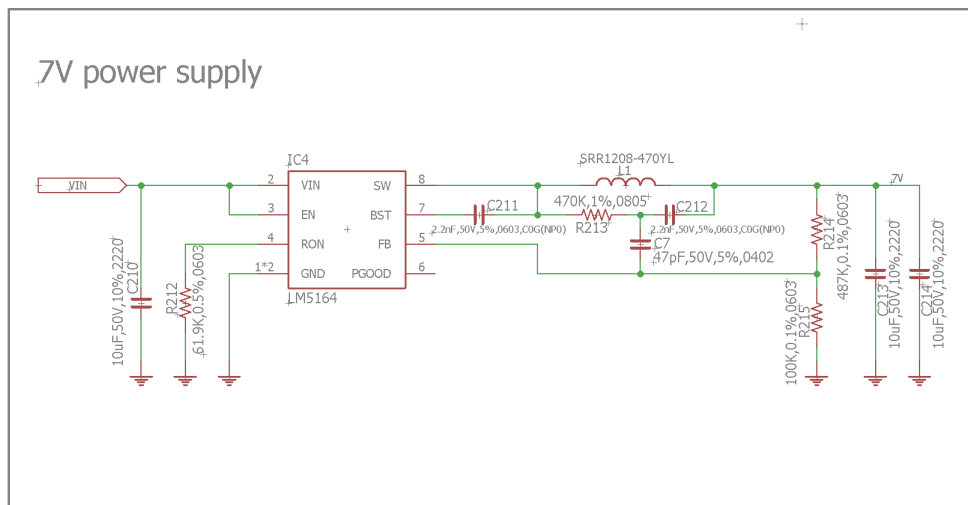 7V power supply
VIN
IC4
2 VIN SW 8
3 EN BST 7
4 RON FB 5
1*2 GND PGOOD 6
LM5164
SRR1208-470YL
L1
C211
2.2nF,50V,5%,0603,C0G(NP0)
470K,1%,0805
R213
C212
2.2nF,50V,5%,0603,C0G(NP0)
C7
47pF,50V,5%,0402
7V
C210
10uF,50V,10%,2220
R212
61.9K,0.5%,0603
R214
487K,0.1%,0603
R215
100K,0.1%,0603
C213
10uF,50V,10%,2220
C214
10uF,50V,10%,2220